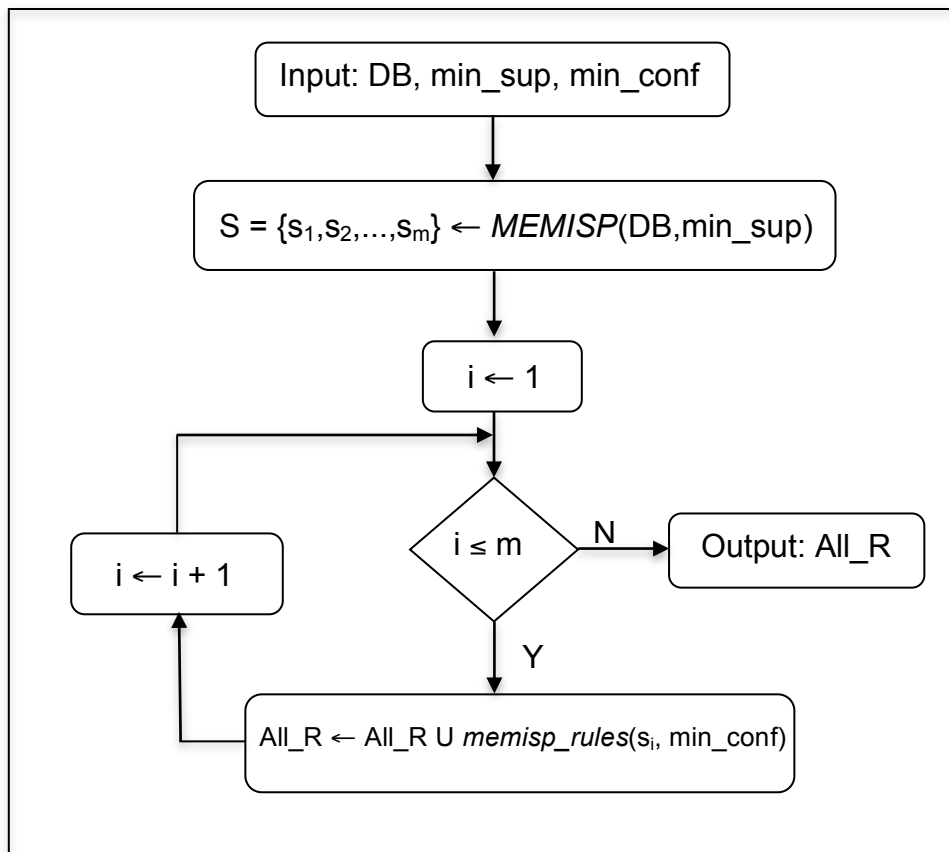 Input: DB, min_sup, min_conf
S = {s₁,s₂,...,sₘ} ← MEMISP(DB,min_sup)
i ← 1
i ≤ m
N
Output: All_R
i ← i + 1
Y
All_R ← All_R U memisp_rules(sᵢ, min_conf)